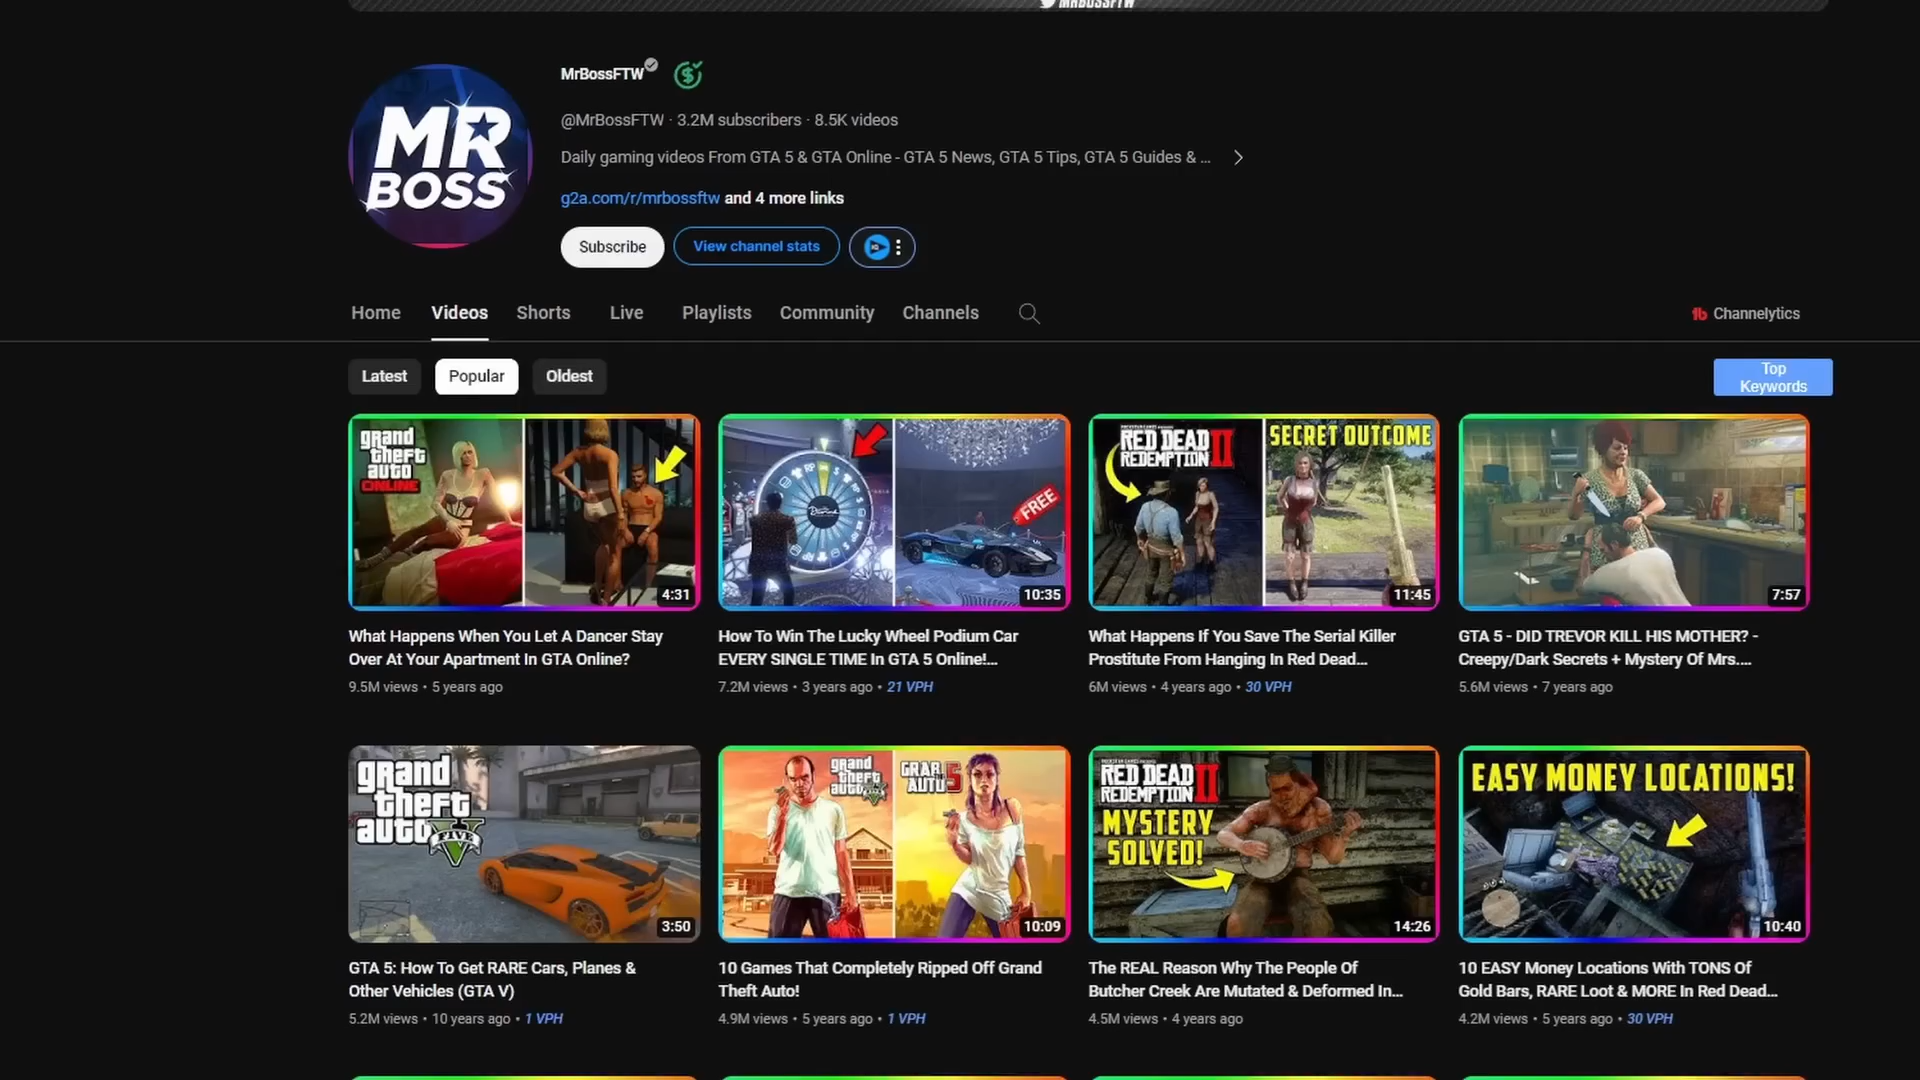 MRBOSSFTW
MR
BOSS
MrBossFTW
@MrBossFTW · 3.2M subscribers · 8.5K videos
Daily gaming videos From GTA 5 & GTA Online - GTA 5 News, GTA 5 Tips, GTA 5 Guides & ...
g2a.com/r/mrbossftw and 4 more links
Subscribe
View channel stats
Home Videos Shorts Live Playlists Community Channels
Channelytics
Latest Popular Oldest
Top
Keywords
grand
theft
auto
ONLINE
4:31
FREE
10:35
RED DEAD
REDEMPTION II
SECRET OUTCOME
11:45
7:57
What Happens When You Let A Dancer Stay
Over At Your Apartment In GTA Online?
9.5M views • 5 years ago
How To Win The Lucky Wheel Podium Car
EVERY SINGLE TIME In GTA 5 Online!...
7.2M views • 3 years ago • 21 VPH
What Happens If You Save The Serial Killer
Prostitute From Hanging In Red Dead...
6M views • 4 years ago • 30 VPH
GTA 5 - DID TREVOR KILL HIS MOTHER? -
Creepy/Dark Secrets + Mystery Of Mrs....
5.6M views • 7 years ago
grand
theft
auto
FIVE
3:50
grand
theft
auto
GRAB
THE
AUTO 5
10:09
RED DEAD
REDEMPTION II
MYSTERY
SOLVED!
14:26
EASY MONEY LOCATIONS!
10:40
GTA 5: How To Get RARE Cars, Planes &
Other Vehicles (GTA V)
5.2M views • 10 years ago • 1 VPH
10 Games That Completely Ripped Off Grand
Theft Auto!
4.9M views • 5 years ago • 1 VPH
The REAL Reason Why The People Of
Butcher Creek Are Mutated & Deformed In...
4.5M views • 4 years ago
10 EASY Money Locations With TONS Of
Gold Bars, RARE Loot & MORE In Red Dead...
4.2M views • 5 years ago • 30 VPH